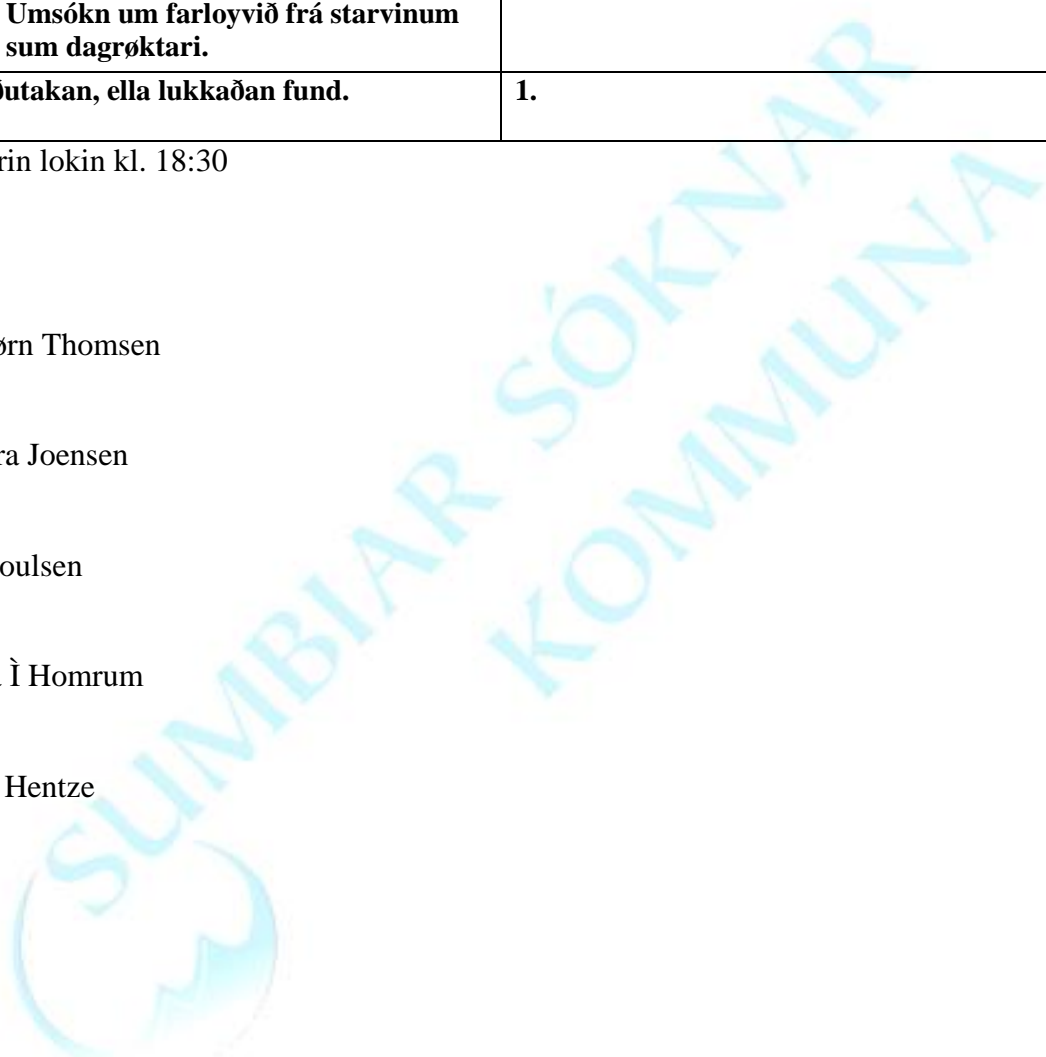 Umsókn um farloyvið frá starvinum
sum dagrøktari.
ðutakan, ella lukkaðan fund.
1.
rin lokin kl. 18:30
ørn Thomsen
ra Joensen
oulsen
Ì Homrum
Hentze
SUMBIAR SÓKNAR
KOMMUNA